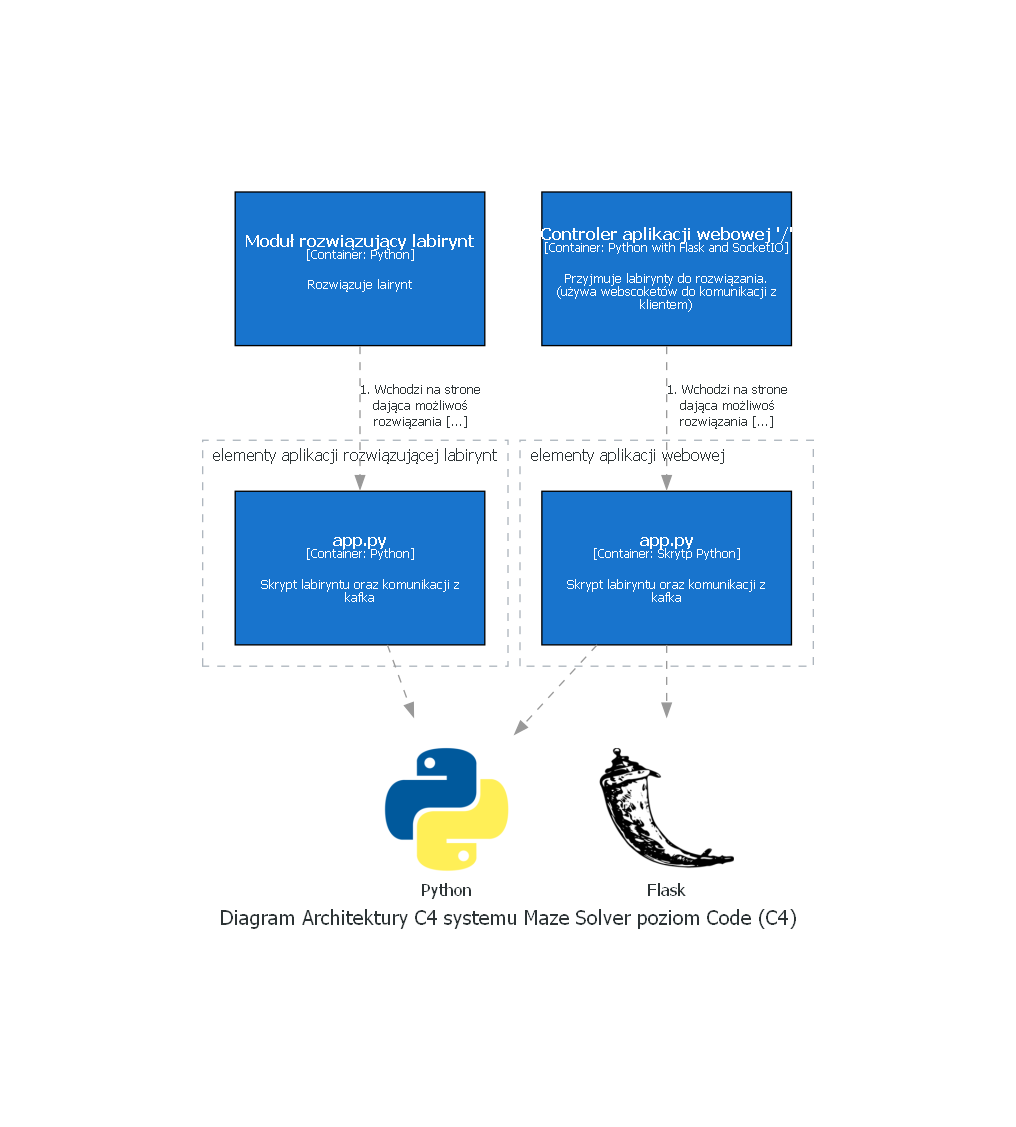 Moduł rozwiązujący labirynt
[Container: Python]
Rozwiązuje lairynt
Controler aplikacji webowej '/'
[Container: Python with Flask and SocketIO]
Przyjmuje labirynty do rozwiązania.
(używa webscoketów do komunikacji z
klientem)
1. Wchodzi na strone
dająca możliwoś
rozwiązania [...]
1. Wchodzi na strone
dająca możliwoś
rozwiązania [...]
elementy aplikacji rozwiązującej labirynt
app.py
[Container: Python]
Skrypt labiryntu oraz komunikacji z
kafka
elementy aplikacji webowej
app.py
[Container: Skrytp Python]
Skrypt labiryntu oraz komunikacji z
kafka
Python
Flask
Diagram Architektury C4 systemu Maze Solver poziom Code (C4)